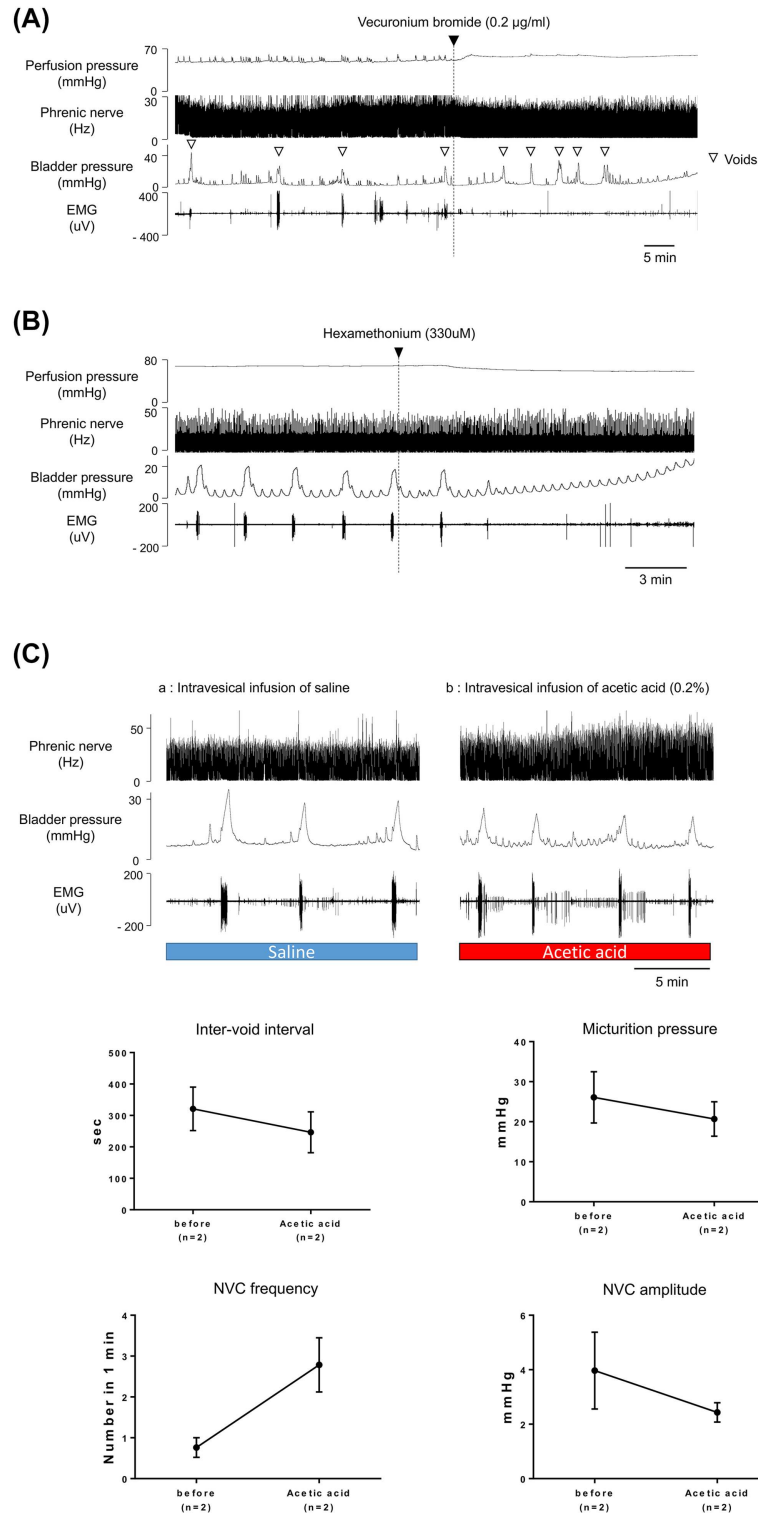 (A)
Vecuronium bromide (0.2 µg/ml)
70
Perfusion pressure
(mmHg)
0
30
Phrenic nerve
(Hz)
0
▽ Voids
40
Bladder pressure
(mmHg)
0
400
EMG
(uV)
- 400
5 min
(B)
Hexamethonium (330uM)
80
Perfusion pressure
(mmHg)
0
50
Phrenic nerve
(Hz)
0
20
Bladder pressure
(mmHg)
0
200
EMG
(uV)
- 200
3 min
(C)
a : Intravesical infusion of saline
b : Intravesical infusion of acetic acid (0.2%)
50
Phrenic nerve
(Hz)
0
30
Bladder pressure
(mmHg)
0
200
EMG
(uV)
- 200
Saline
Acetic acid
5 min
Inter-void interval
500
400
300
200
100
0
sec
before
(n=2)
Acetic acid
(n=2)
Micturition pressure
40
30
20
10
0
mmHg
before
(n=2)
Acetic acid
(n=2)
NVC frequency
4
3
2
1
0
Number in 1 min
before
(n=2)
Acetic acid
(n=2)
NVC amplitude
6
4
2
0
mmHg
before
(n=2)
Acetic acid
(n=2)